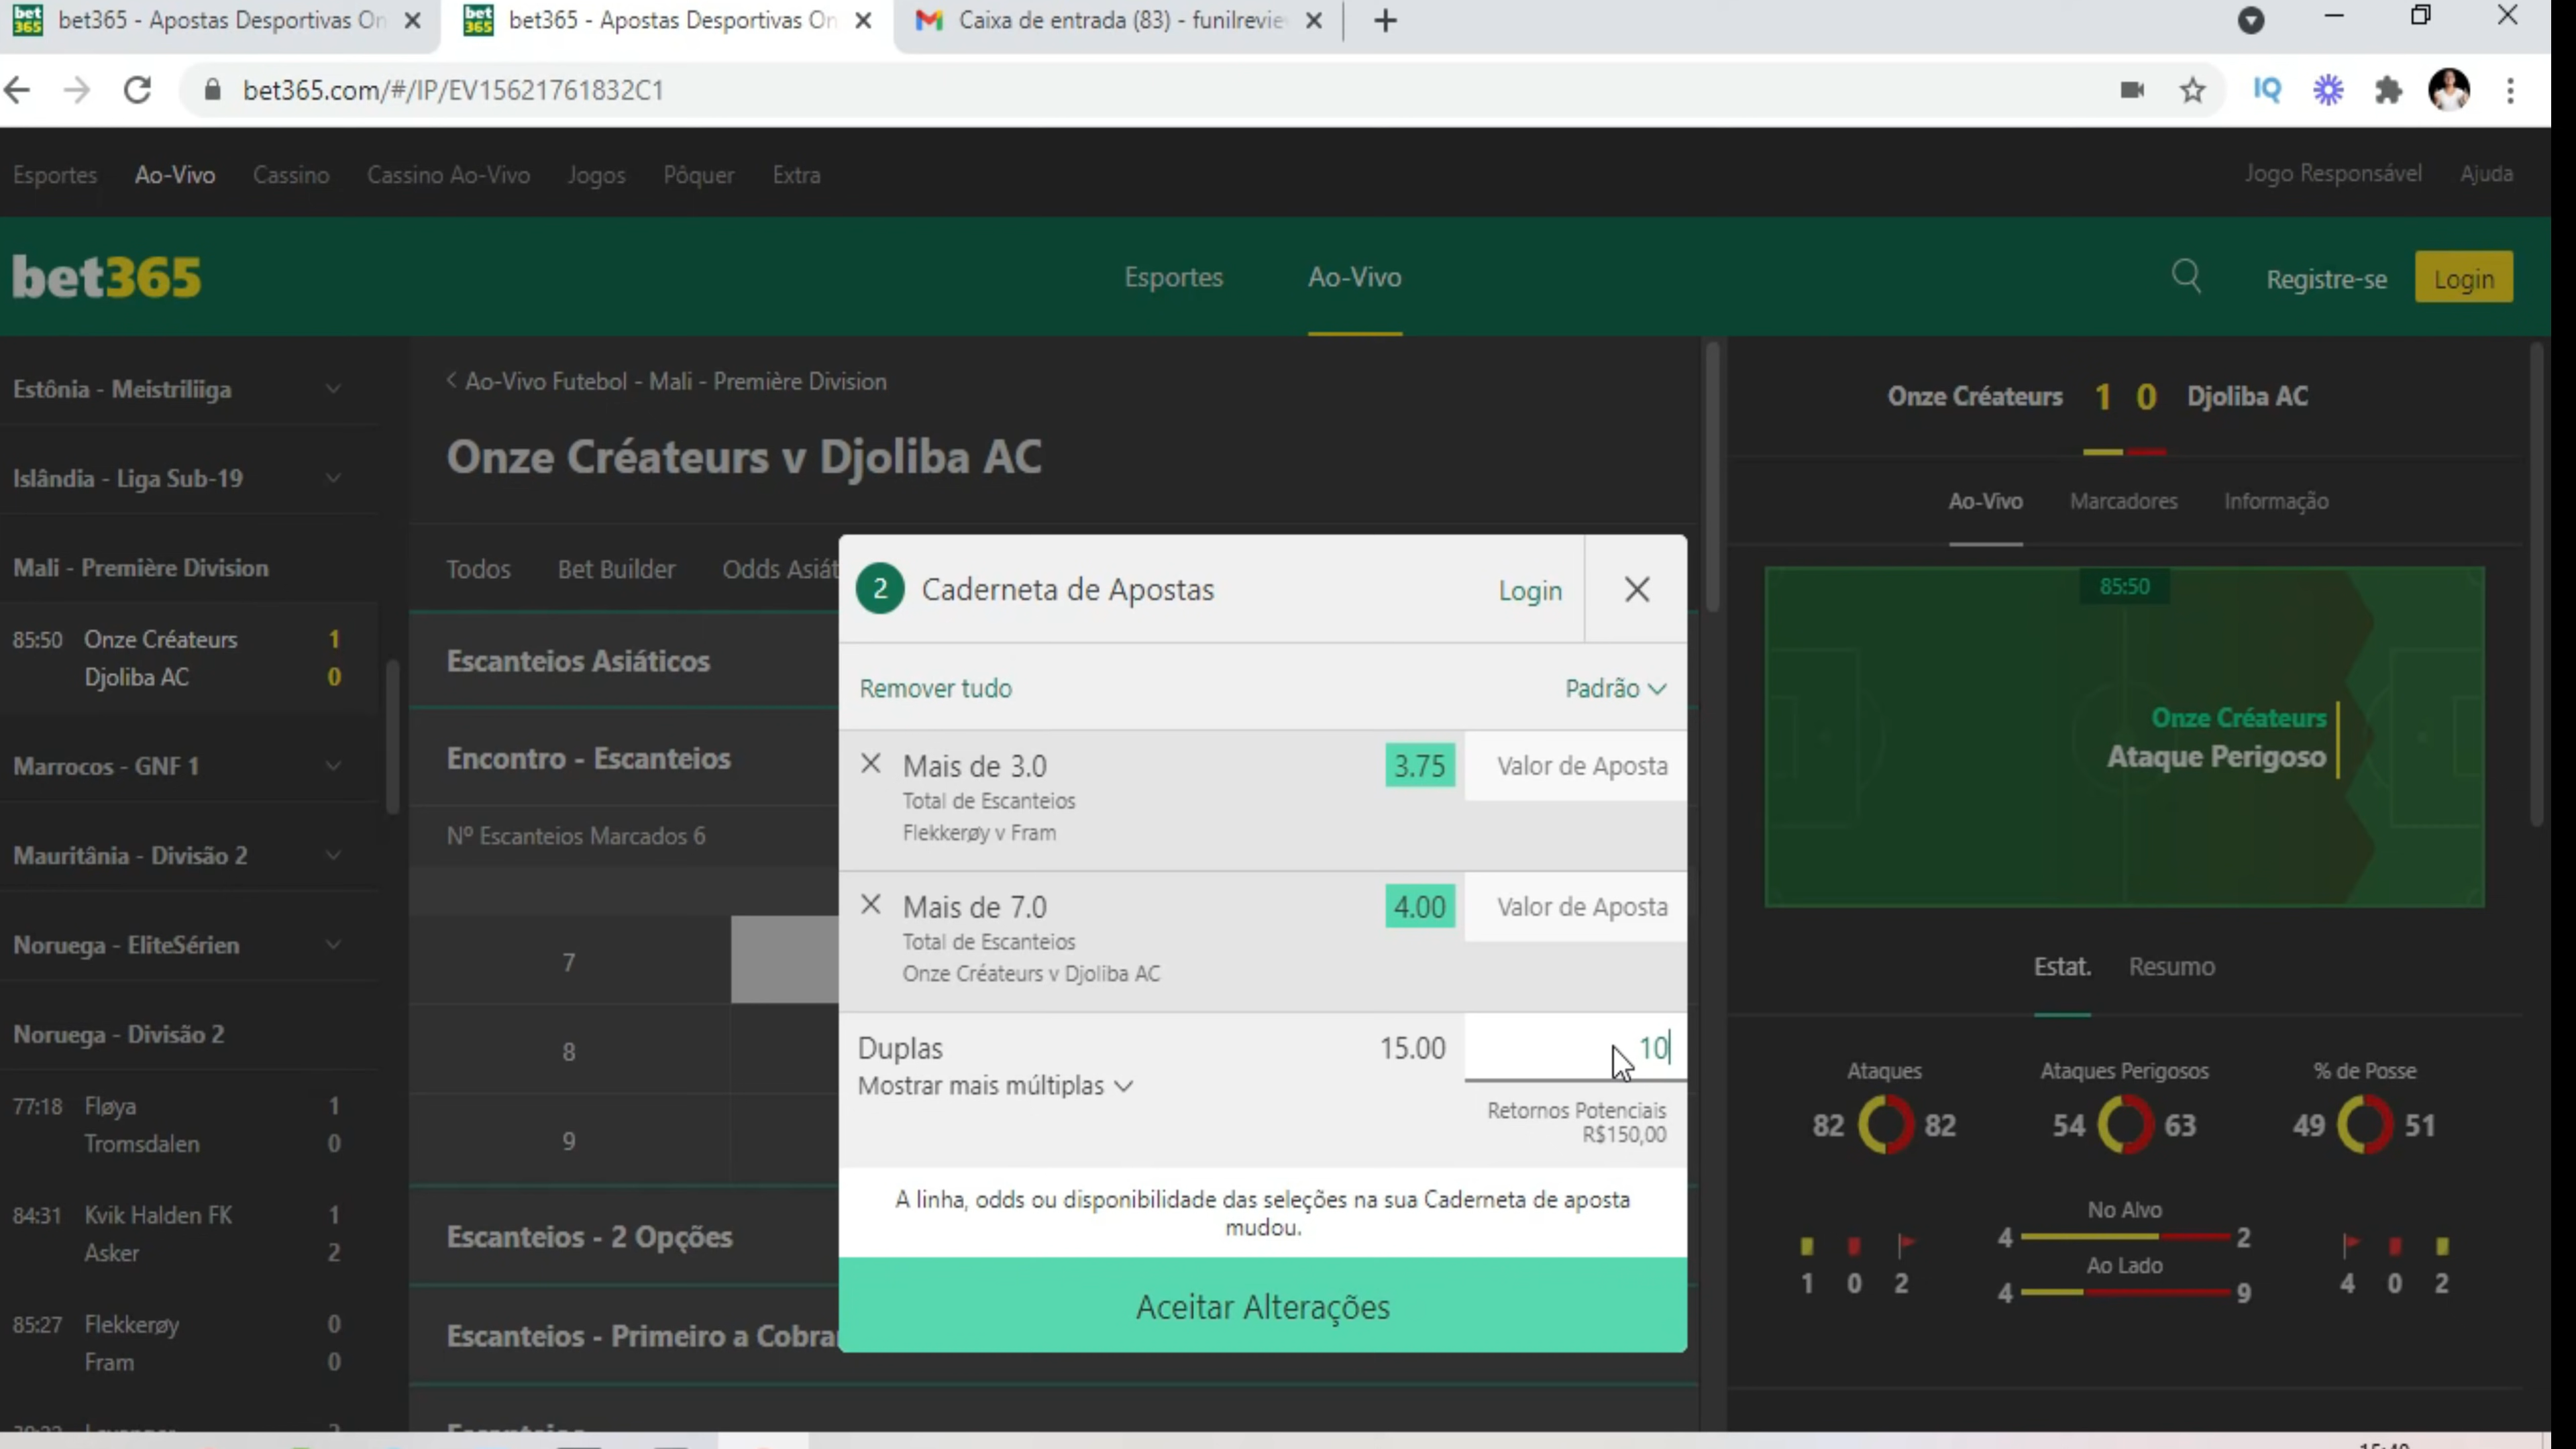 bet365 - Apostas Desportivas On
bet365 - Apostas Desportivas On
Caixa de entrada (83) - funilrevie
bet365.com/#/IP/EV15621761832C1
IQ
Esportes Ao-Vivo Cassino Cassino Ao-Vivo Jogos Pôquer Extra
Jogo Responsável Ajuda
bet365
Esportes Ao-Vivo
Registre-se Login
Estônia - Meistriliiga
Islândia - Liga Sub-19
Mali - Première Division
85:50 Onze Créateurs 1
Djoliba AC 0
Marrocos - GNF 1
Mauritânia - Divisão 2
Noruega - EliteSérien
Noruega - Divisão 2
77:18 Fløya 1
Tromsdalen 0
84:31 Kvik Halden FK 1
Asker 2
85:27 Flekkerøy 0
Fram 0
< Ao-Vivo Futebol - Mali - Première Division
Onze Créateurs v Djoliba AC
Todos Bet Builder Odds Asiát
Escanteios Asiáticos
Encontro - Escanteios
Nº Escanteios Marcados 6
7
8
9
Escanteios - 2 Opções
Escanteios - Primeiro a Cobra
2 Caderneta de Apostas Login
Remover tudo Padrão
Mais de 3.0 3.75 Valor de Aposta
Total de Escanteios
Flekkerøy v Fram
Mais de 7.0 4.00 Valor de Aposta
Total de Escanteios
Onze Créateurs v Djoliba AC
Duplas 15.00 10
Mostrar mais múltiplas
Retornos Potenciais
R$150,00
A linha, odds ou disponibilidade das seleções na sua Caderneta de aposta
mudou.
Aceitar Alterações
Onze Créateurs 1 0 Djoliba AC
Ao-Vivo Marcadores Informação
85:50
Onze Créateurs
Ataque Perigoso
Estat. Resumo
Ataques Ataques Perigosos % de Posse
82 82 54 63 49 51
No Alvo
4 2
Ao Lado
4 9
1 0 2
4 0 2